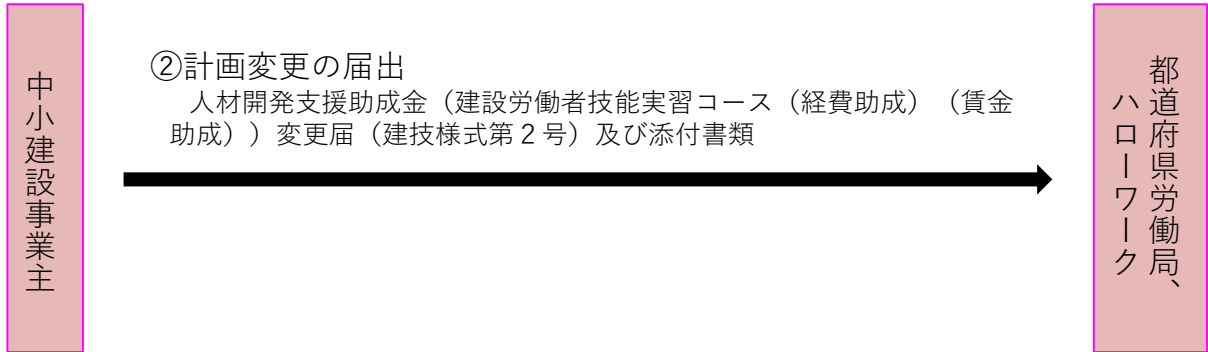 中小建設事業主
②計画変更の届出
人材開発支援助成金（建設労働者技能実習コース（経費助成）（賃金
助成））変更届（建技様式第２号）及び添付書類
都道府県労働局、
ハローワーク